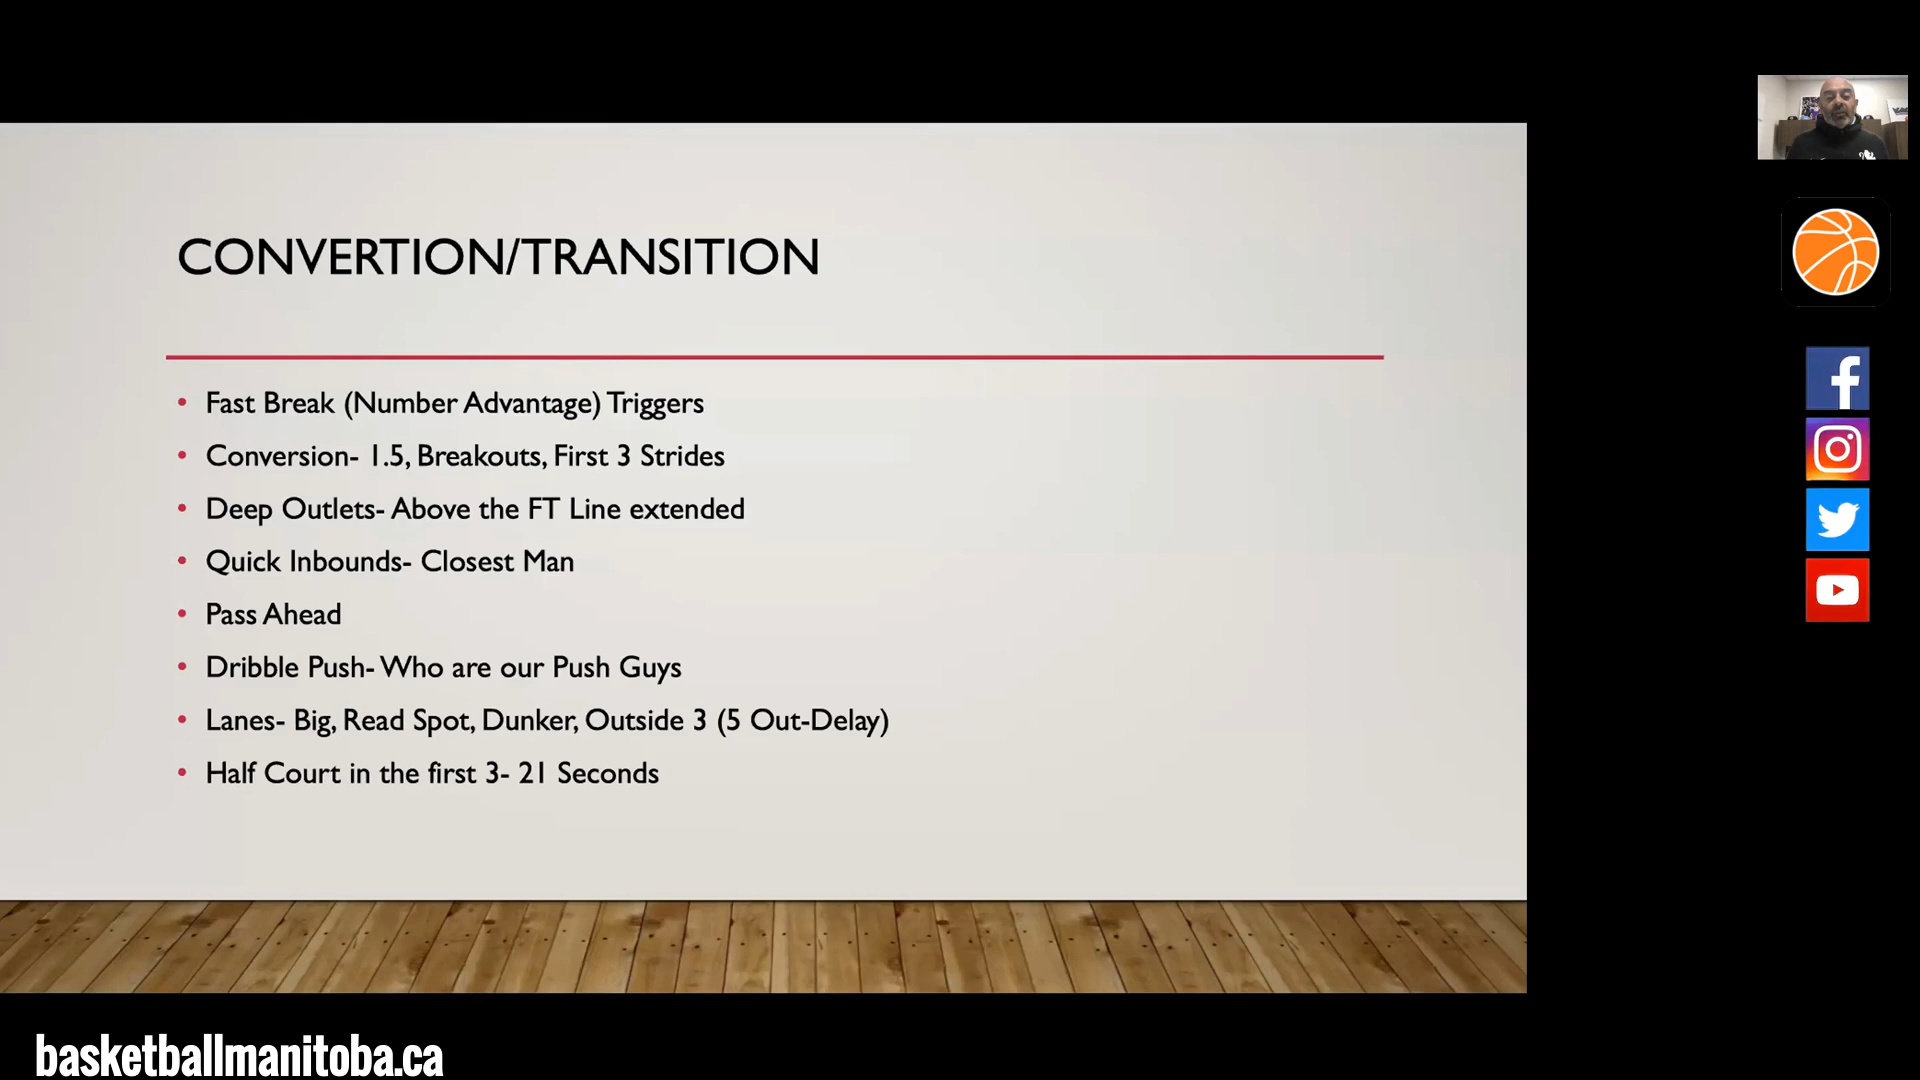 CONVERTION/TRANSITION
• Fast Break (Number Advantage) Triggers
• Conversion- 1.5, Breakouts, First 3 Strides
• Deep Outlets- Above the FT Line extended
• Quick Inbounds- Closest Man
• Pass Ahead
• Dribble Push- Who are our Push Guys
• Lanes- Big, Read Spot, Dunker, Outside 3 (5 Out-Delay)
• Half Court in the first 3- 21 Seconds
basketballmanitoba.ca